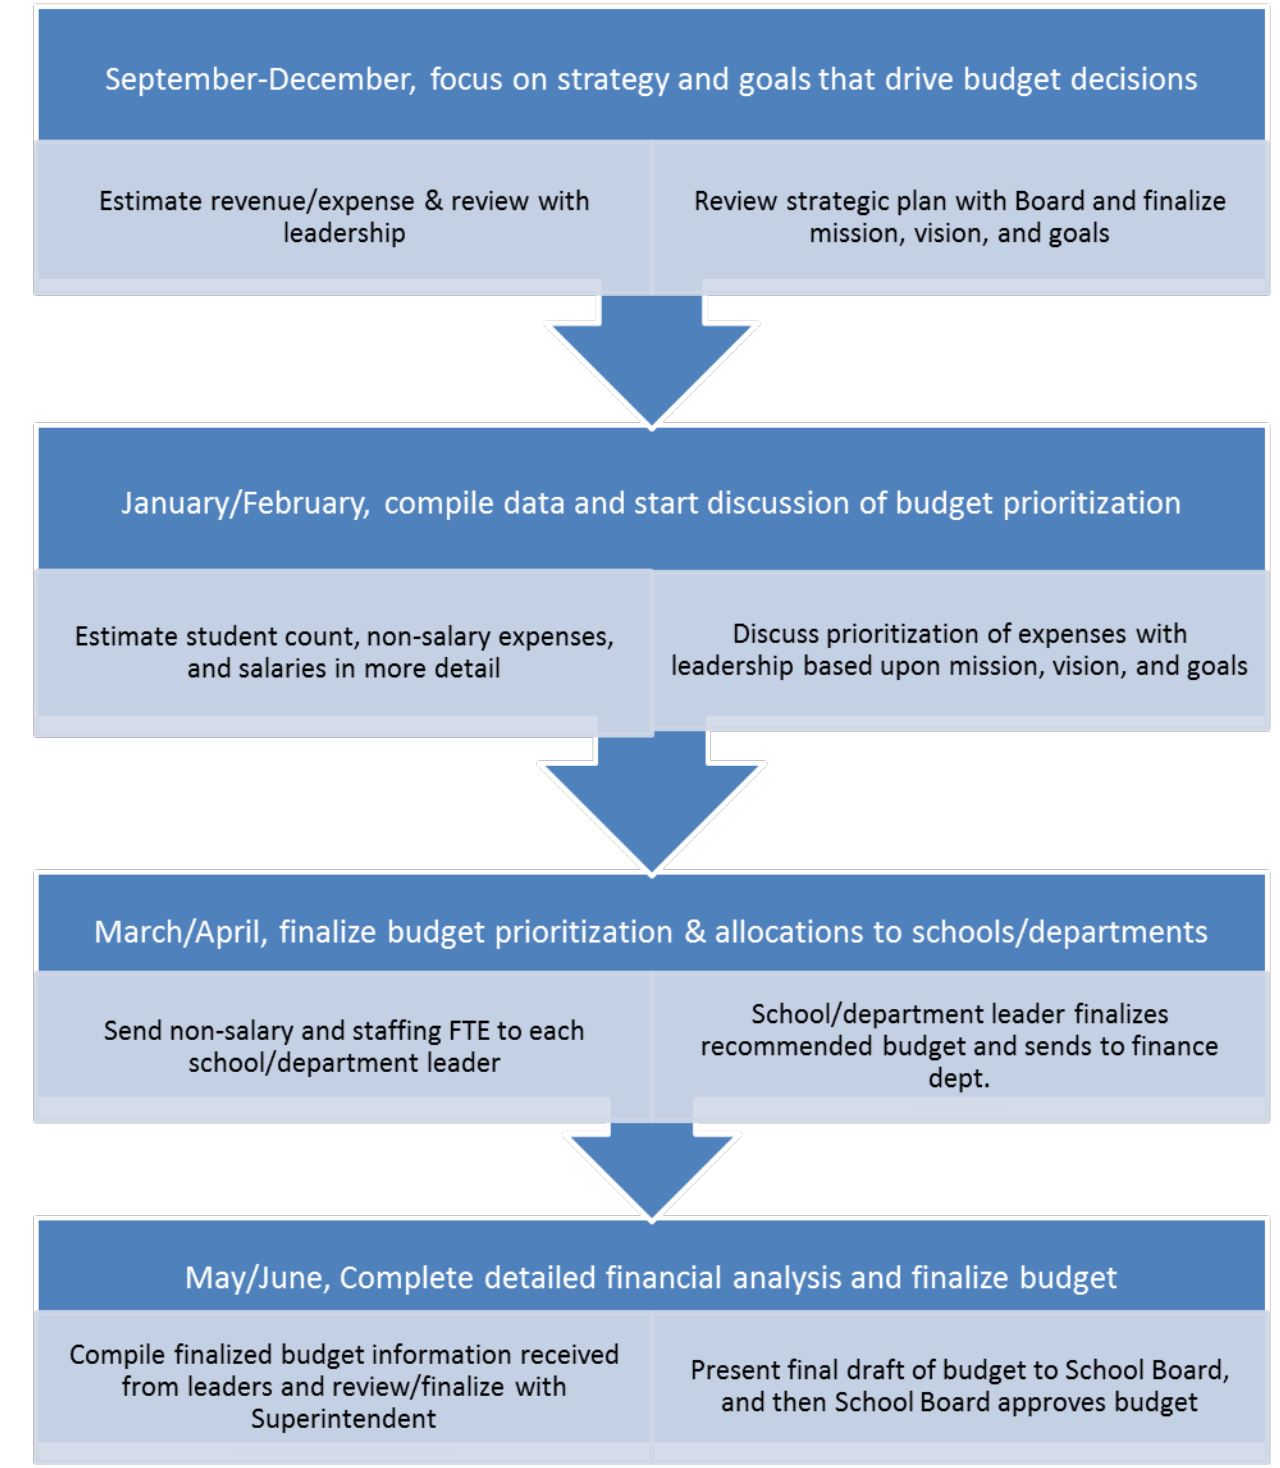 September-December, focus on strategy and goals that drive budget decisions
Estimate revenue/expense & review with
leadership
Review strategic plan with Board and finalize
mission, vision, and goals
January/February, compile data and start discussion of budget prioritization
Estimate student count, non-salary expenses,
and salaries in more detail
Discuss prioritization of expenses with
leadership based upon mission, vision, and goals
March/April, finalize budget prioritization & allocations to schools/departments
Send non-salary and staffing FTE to each
school/department leader
School/department leader finalizes
recommended budget and sends to finance
dept.
May/June, Complete detailed financial analysis and finalize budget
Compile finalized budget information received
from leaders and review/finalize with
Superintendent
Present final draft of budget to School Board,
and then School Board approves budget